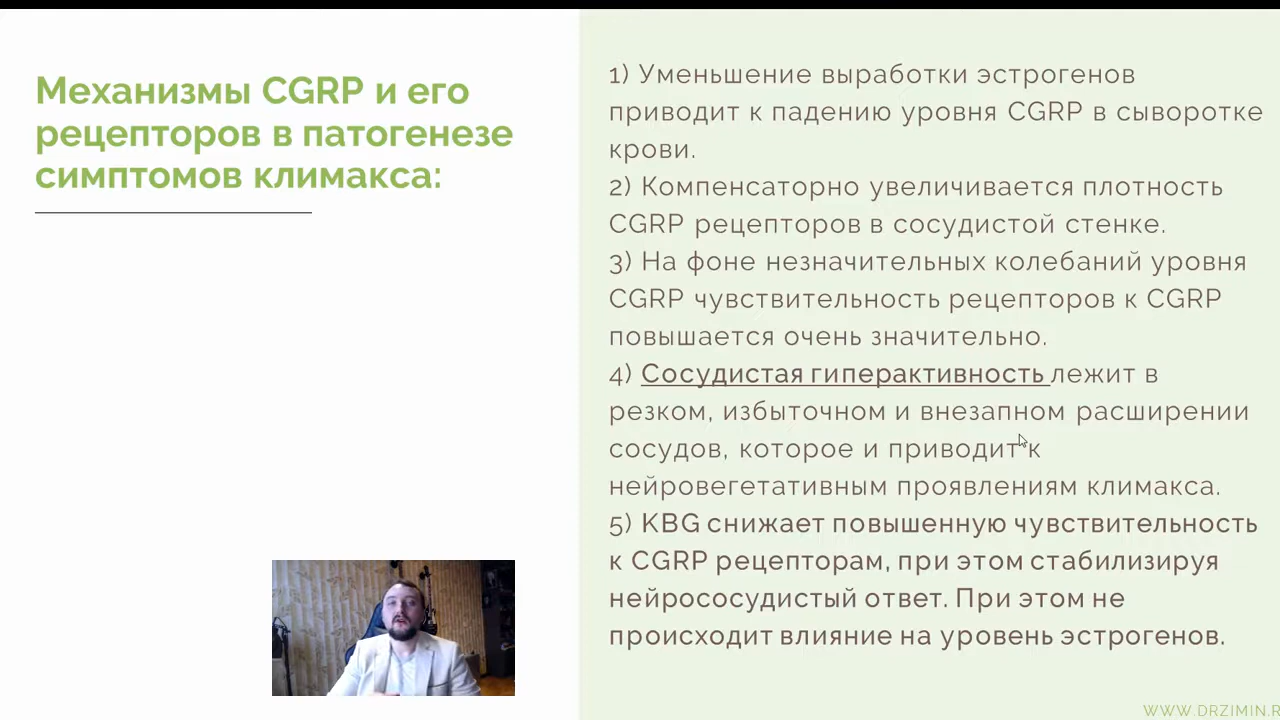 Механизмы CGRP и его
рецепторов в патогенезе
симптомов климакса:
1) Уменьшение выработки эстрогенов
приводит к падению уровня CGRP в сыворотке
крови.
2) Компенсаторно увеличивается плотность
CGRP рецепторов в сосудистой стенке.
3) На фоне незначительных колебаний уровня
CGRP чувствительность рецепторов к CGRP
повышается очень значительно.
4) Сосудистая гиперактивность лежит в
резком, избыточном и внезапном расширении
сосудов, которое и приводит к
нейровегетативным проявлениям климакса.
5) KBG снижает повышенную чувствительность
к CGRP рецепторам, при этом стабилизируя
нейрососудистый ответ. При этом не
происходит влияние на уровень эстрогенов.
WWW.DRZIMIN.R